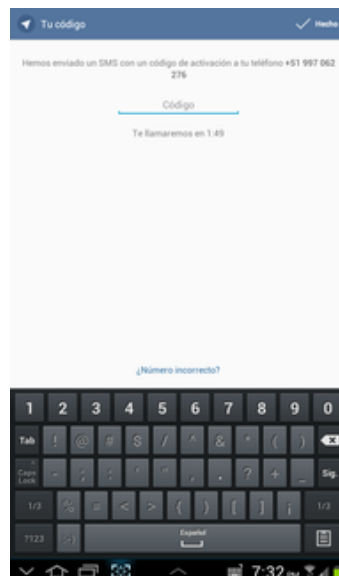 Tu código
Hecho
Hemos enviado un SMS con un código de activación a tu teléfono +51 997 062
276
Código
Te llamaremos en 1:49
¿Número incorrecto?
1 2 3 4 5 6 7 8 9 0
Tab ! @ # $ / ^ & * ( )
Caps Lock - ; : ' " , . ? + _ Sig.
1/3 % = < > { } [ ] ¡ 1/3
?123 :-) Español
7:32 PM